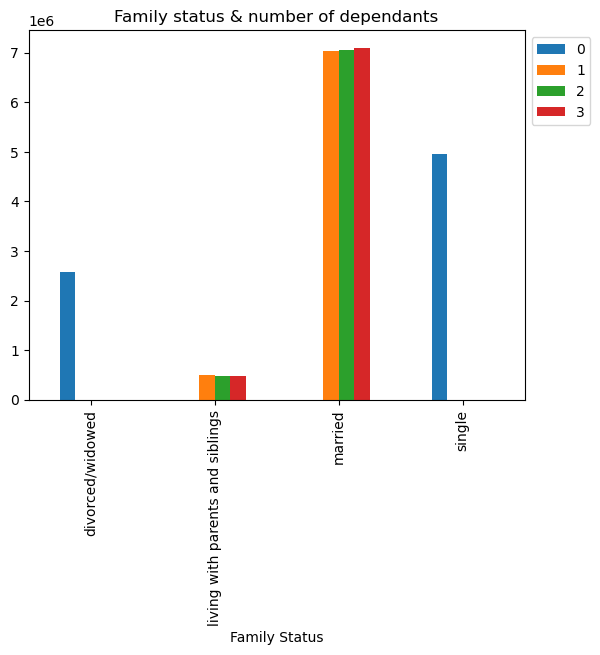 Family status & number of dependants
1e6
7
6
5
4
3
2
1
0
0
1
2
3
divorced/widowed
living with parents and siblings
married
single
Family Status